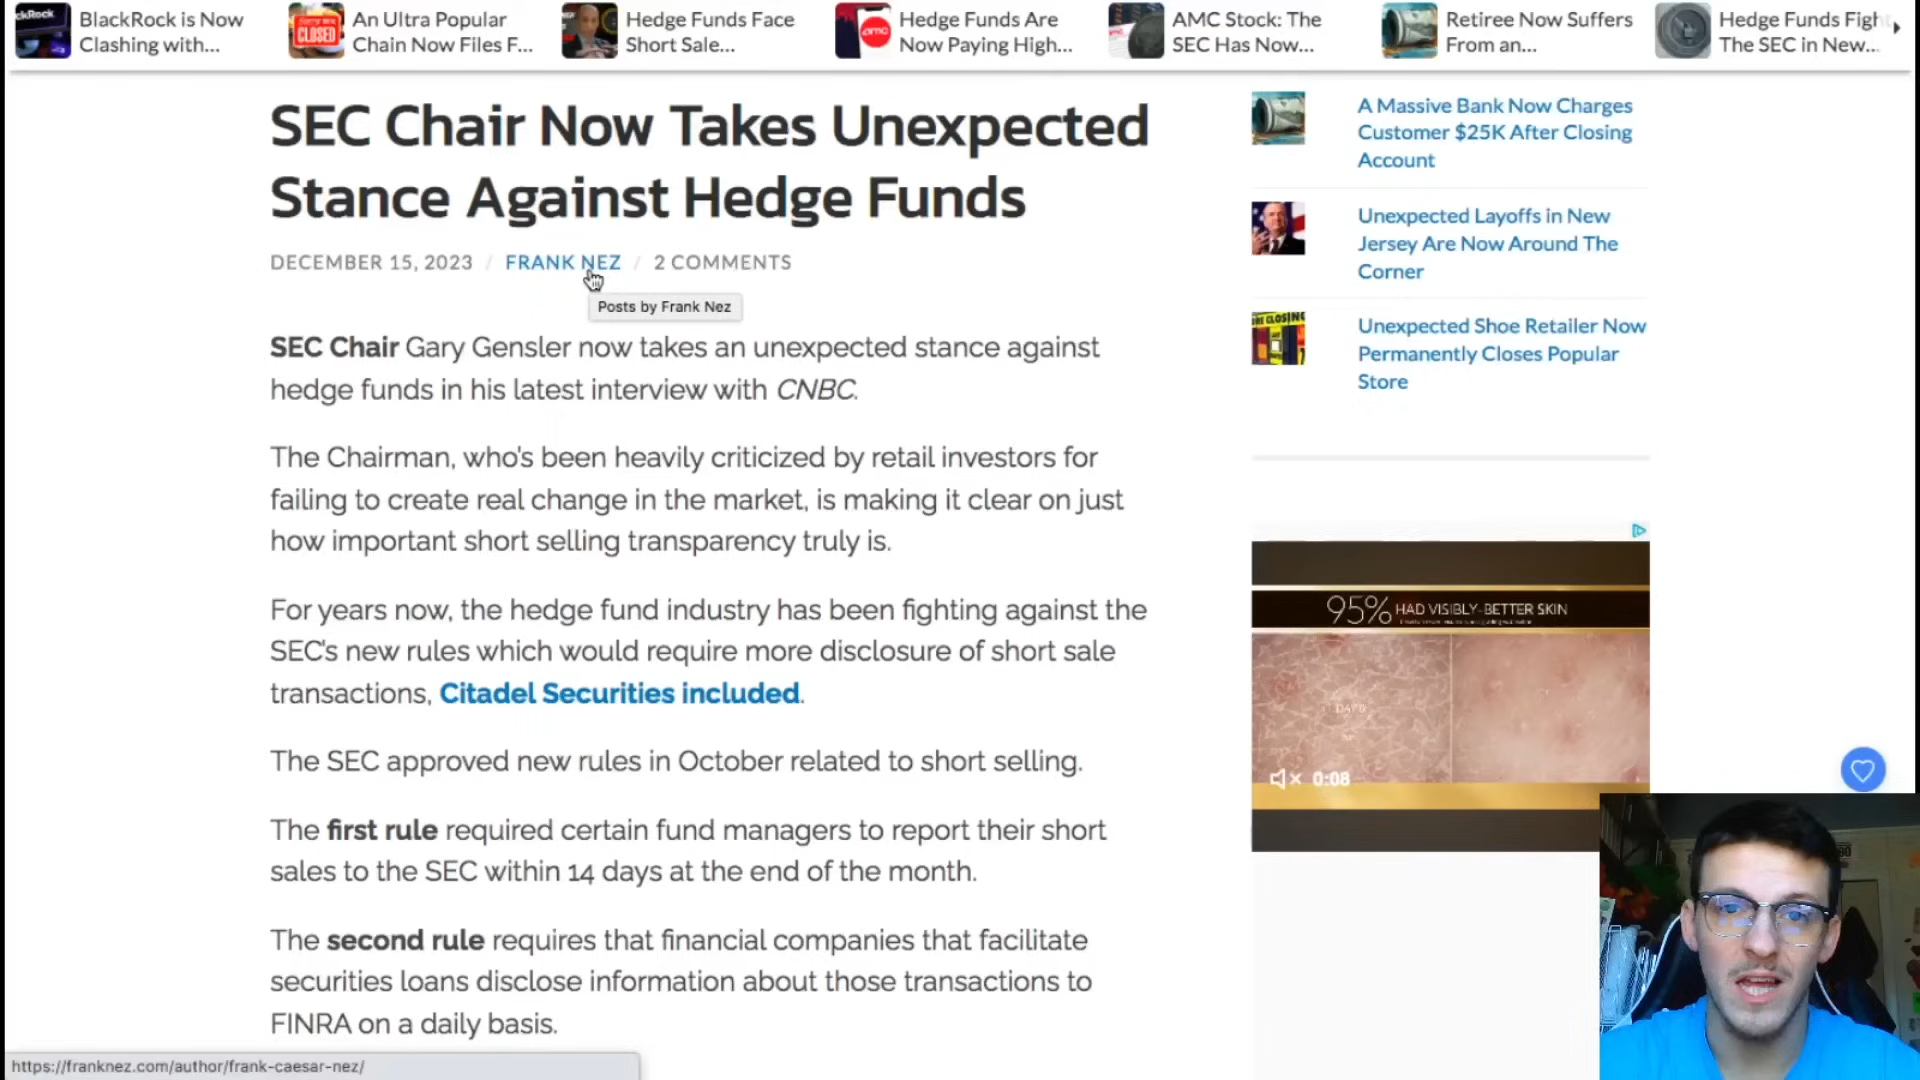 BlackRock is Now
Clashing with...
An Ultra Popular
Chain Now Files F...
Hedge Funds Face
Short Sale...
Hedge Funds Are
Now Paying High...
AMC Stock: The
SEC Has Now...
Retiree Now Suffers
From an...
Hedge Funds Fight
The SEC in New...
SEC Chair Now Takes Unexpected
Stance Against Hedge Funds
DECEMBER 15, 2023 / FRANK NEZ / 2 COMMENTS
Posts by Frank Nez
SEC Chair Gary Gensler now takes an unexpected stance against
hedge funds in his latest interview with CNBC.
The Chairman, who's been heavily criticized by retail investors for
failing to create real change in the market, is making it clear on just
how important short selling transparency truly is.
For years now, the hedge fund industry has been fighting against the
SEC's new rules which would require more disclosure of short sale
transactions, Citadel Securities included.
The SEC approved new rules in October related to short selling.
The first rule required certain fund managers to report their short
sales to the SEC within 14 days at the end of the month.
The second rule requires that financial companies that facilitate
securities loans disclose information about those transactions to
FINRA on a daily basis.
A Massive Bank Now Charges
Customer $25K After Closing
Account
Unexpected Layoffs in New
Jersey Are Now Around The
Corner
Unexpected Shoe Retailer Now
Permanently Closes Popular
Store
95% HAD VISIBLY-BETTER SKIN
DAYS
0:08
https://franknez.com/author/frank-caesar-nez/